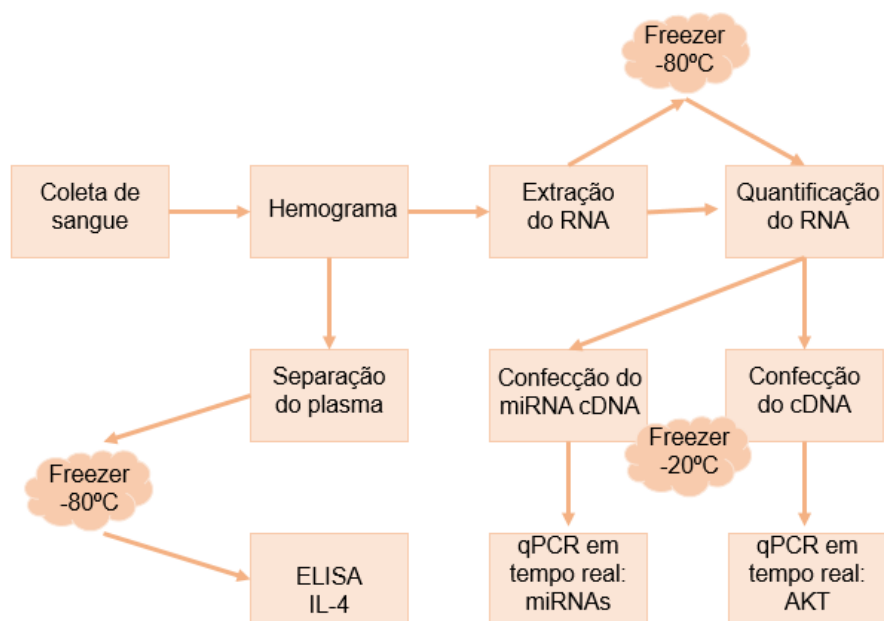 Freezer
-80ºC
Coleta de
sangue
Hemograma
Extração
do RNA
Quantificação
do RNA
Separação
do plasma
Confecção do
miRNA cDNA
Confecção
do cDNA
Freezer
-20ºC
Freezer
-80ºC
ELISA
IL-4
qPCR em
tempo real:
miRNAs
qPCR em
tempo real:
AKT